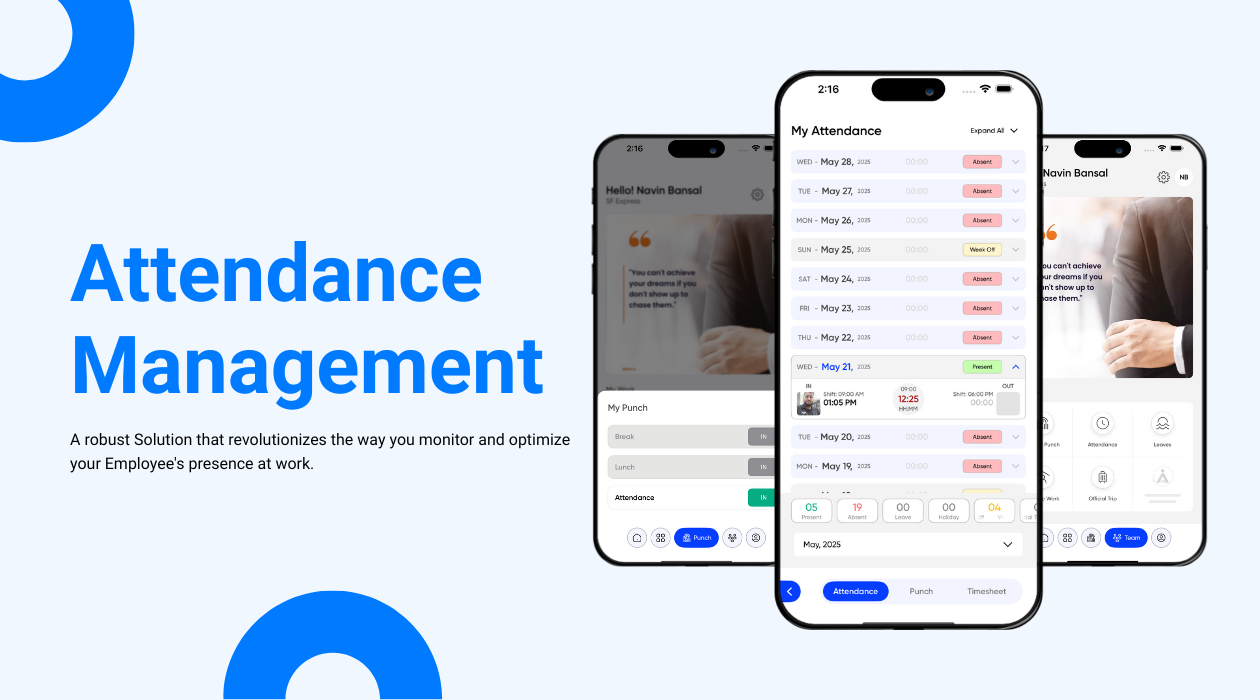 Attendance
Management
A robust Solution that revolutionizes the way you monitor and optimize
your Employee's presence at work.
2:16
Hello! Navin Bansal
SF Express
"You can't achieve
your dreams if you
don't show up to
chase them."
My Work
My Punch
Break IN
Lunch IN
Attendance IN
Punch
2:16
My Attendance Expand All
WED - May 28, 2025 00:00 Absent
TUE - May 27, 2025 00:00 Absent
MON - May 26, 2025 00:00 Absent
SUN - May 25, 2025 00:00 Week Off
SAT - May 24, 2025 00:00 Absent
FRI - May 23, 2025 00:00 Absent
THU - May 22, 2025 00:00 Absent
WED - May 21, 2025 Present
IN 09:00 OUT
Shift: 09:00 AM 12:25 Shift: 06:00 PM
01:05 PM HH:MM 00:00
TUE - May 20, 2025 00:00 Absent
MON - May 19, 2025 00:00 Absent
05 19 00 00 04
Present Absent Leave Holiday
May, 2025
Attendance Punch Timesheet
17
Navin Bansal
NB
ou can't achieve
our dreams if you
on't show up to
hase them."
Punch Attendance Leaves
Work Official Trip
Team